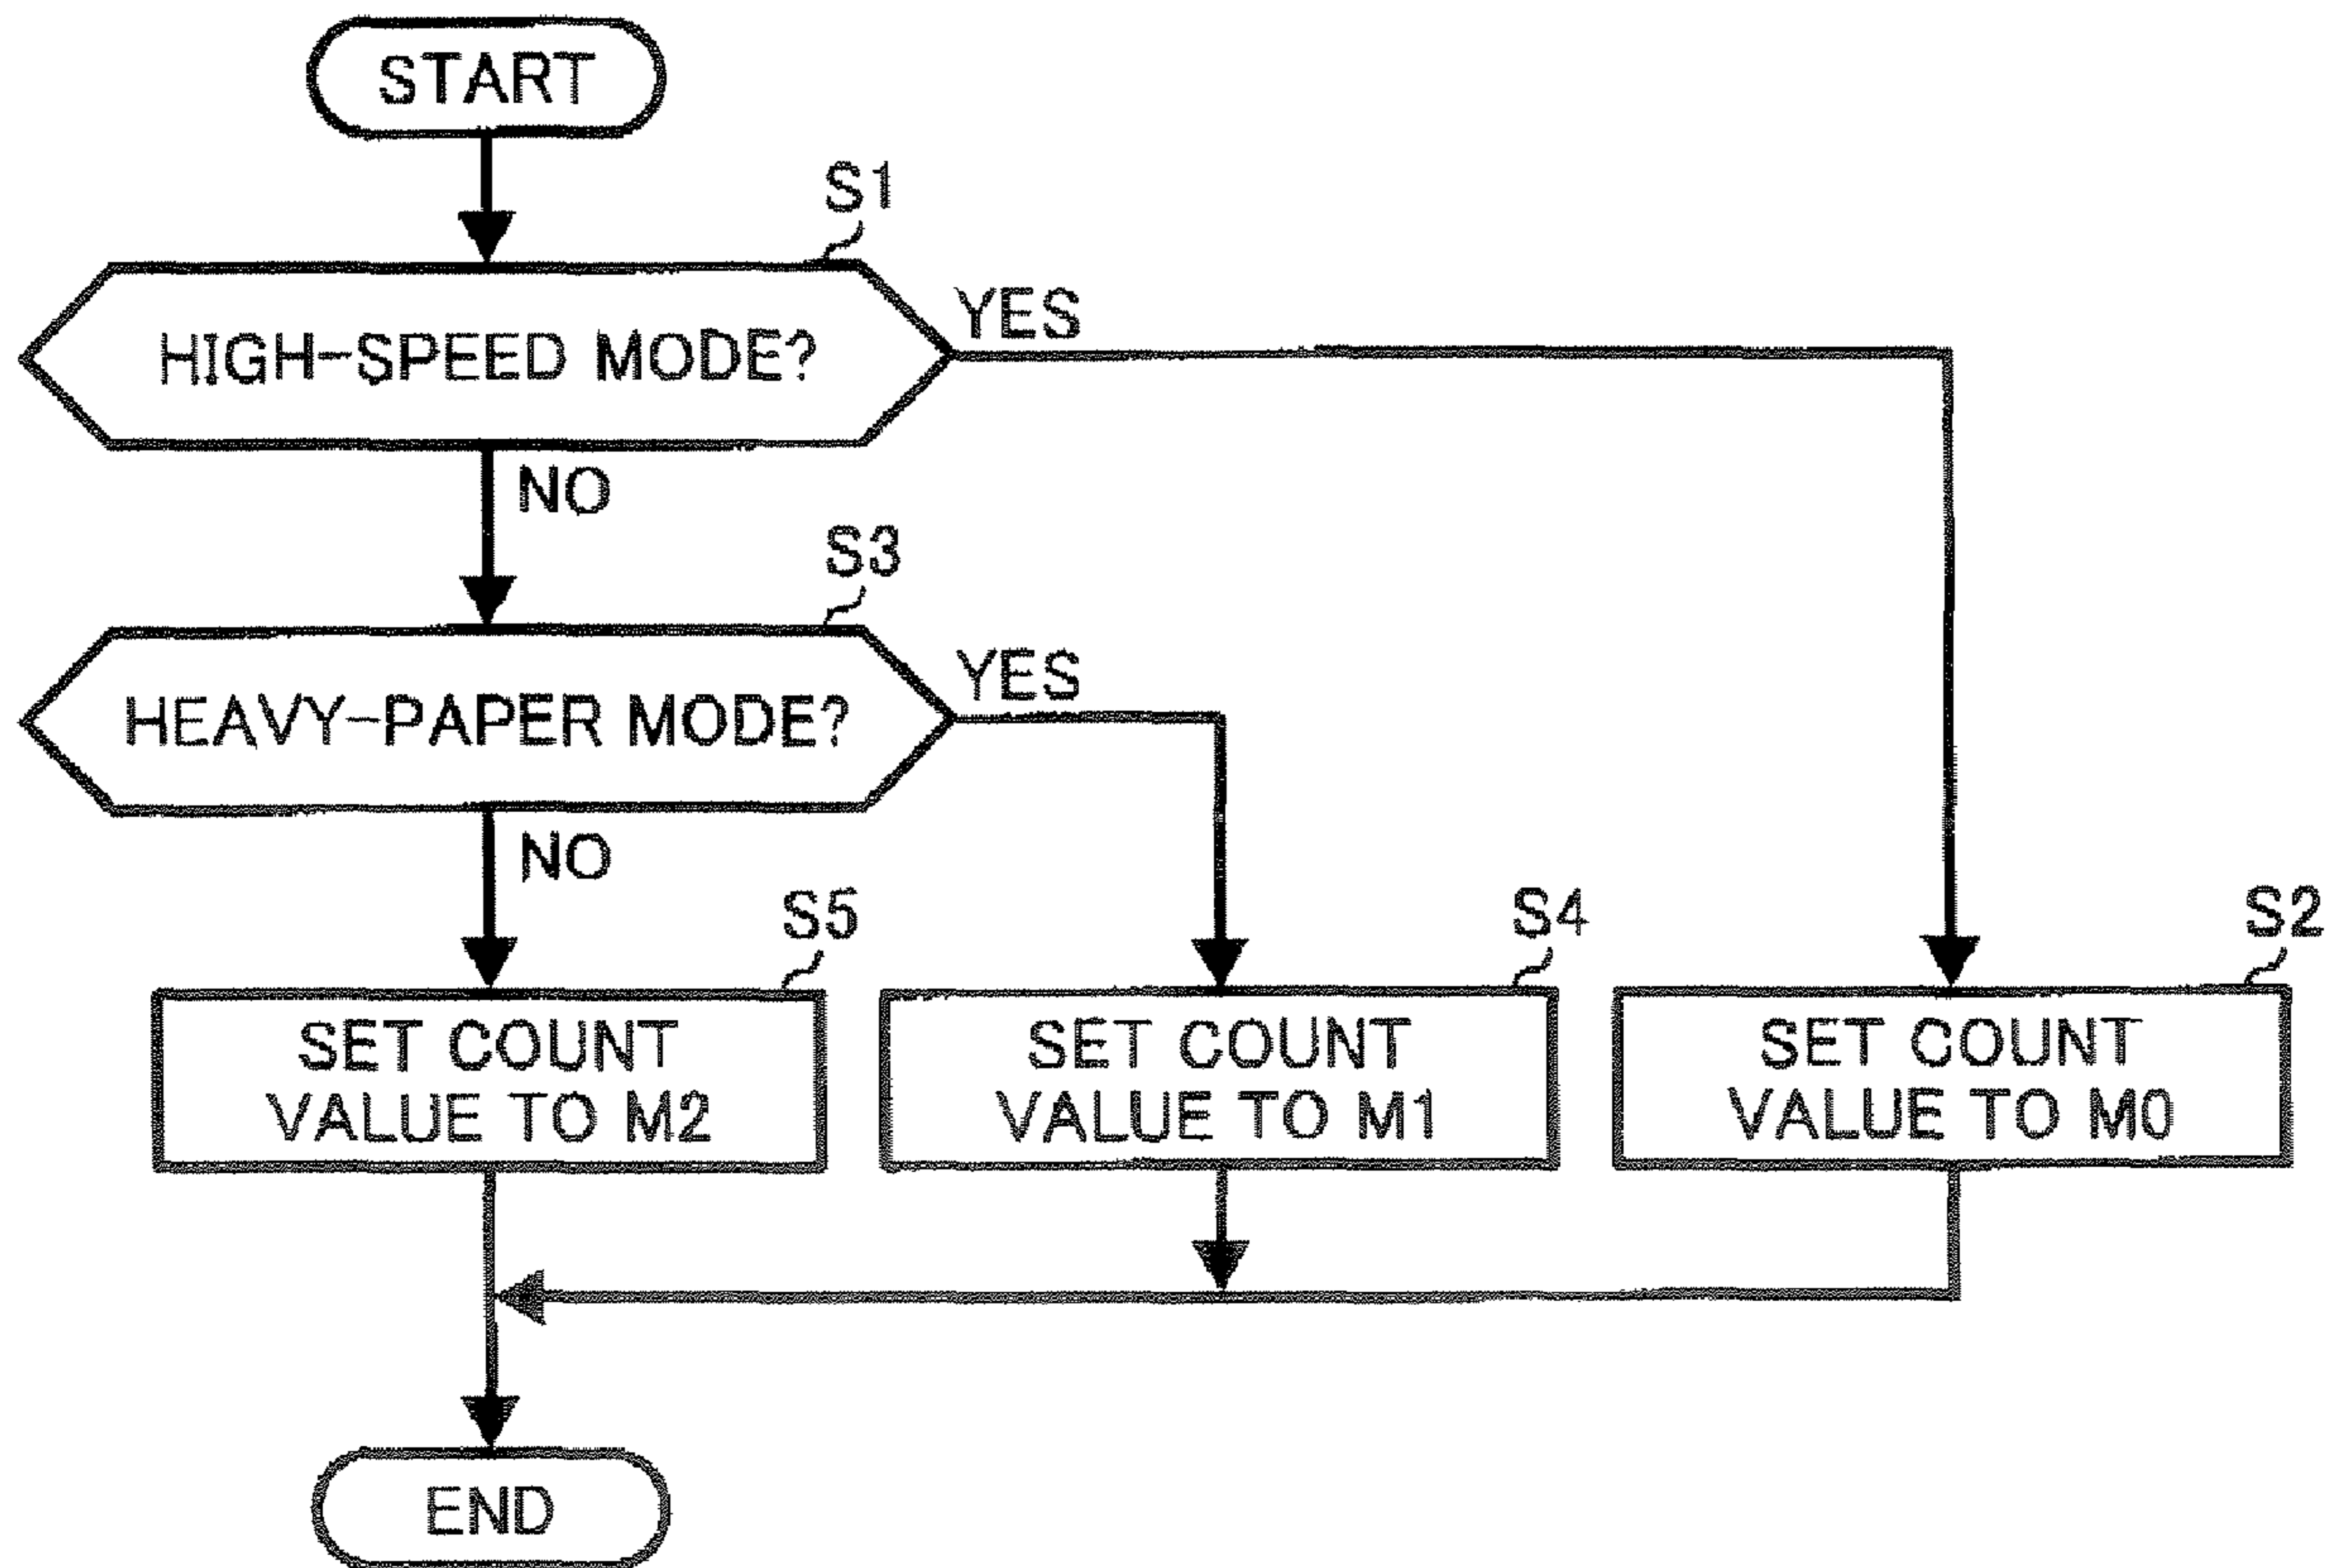 START
S1
HIGH-SPEED MODE?
YES
NO
S3
HEAVY-PAPER MODE?
YES
NO
S5
SET COUNT
VALUE TO M2
S4
SET COUNT
VALUE TO M1
S2
SET COUNT
VALUE TO M0
END